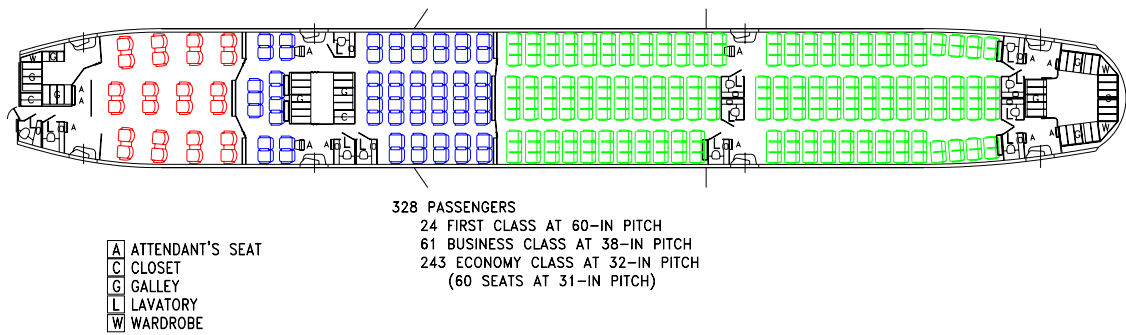 W G
G
G
C
A
A
L L A
A L
G
G
C
A
A L L
A
L
L
L A
L
L
L
L
A
A
G
G
G
G
W
W
328 PASSENGERS
24 FIRST CLASS AT 60-IN PITCH
61 BUSINESS CLASS AT 38-IN PITCH
243 ECONOMY CLASS AT 32-IN PITCH
(60 SEATS AT 31-IN PITCH)
A ATTENDANT'S SEAT
C CLOSET
G GALLEY
L LAVATORY
W WARDROBE